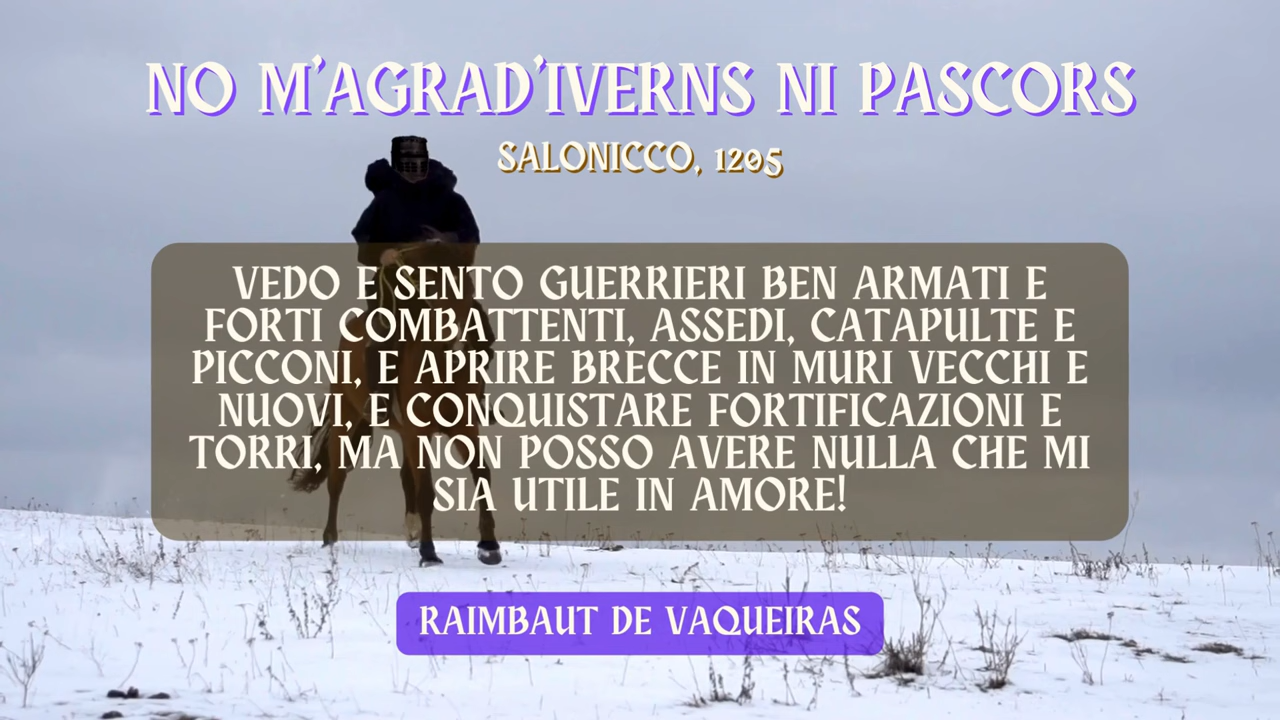 NO M'AGRAD'IVERNS NI PASCORS
SALONICCO, 1205
VEDO E SENTO GUERRIERI BEN ARMATI E
FORTI COMBATTENTI, ASSEDI, CATAPULTE E
PICCONI, E APRIRE BRECCE IN MURI VECCHI E
NUOVI, E CONQUISTARE FORTIFICAZIONI E
TORRI, MA NON POSSO AVERE NULLA CHE MI
SIA UTILE IN AMORE!
RAIMBAUT DE VAQUEIRAS